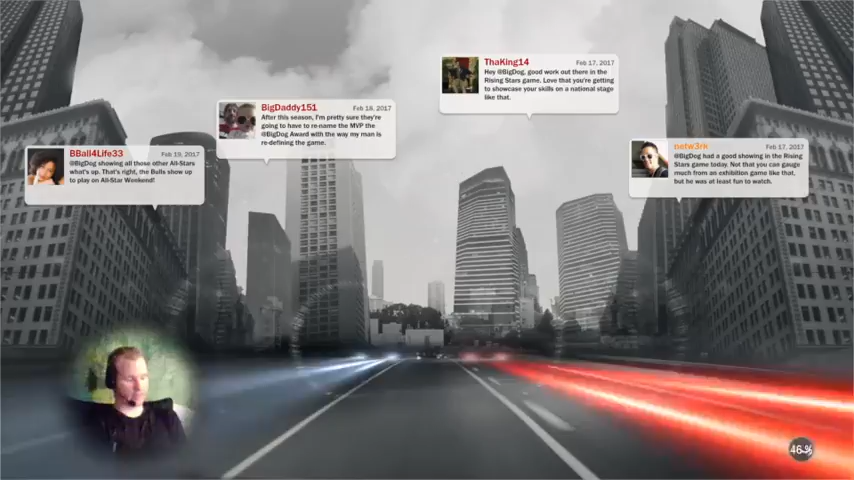 BBall4Life33 Feb 19, 2017
@BigDog showing all those other All-Stars
what's up. That's right, the Bulls show up
to play on All-Star Weekend!
BigDaddy151 Feb 18, 2017
After this season, I'm pretty sure they're
going to have to re-name the MVP the
@BigDog Award with the way my man is
re-defining the game.
ThaKing14 Feb 17, 2017
Hey @BigDog, good work out there in the
Rising Stars game. Love that you're getting
to showcase your skills on a national stage
like that.
netw3rk Feb 17, 2017
@BigDog had a good showing in the Rising
Stars game today. Not that you can gauge
much from an exhibition game like that,
but he was at least fun to watch.
46%